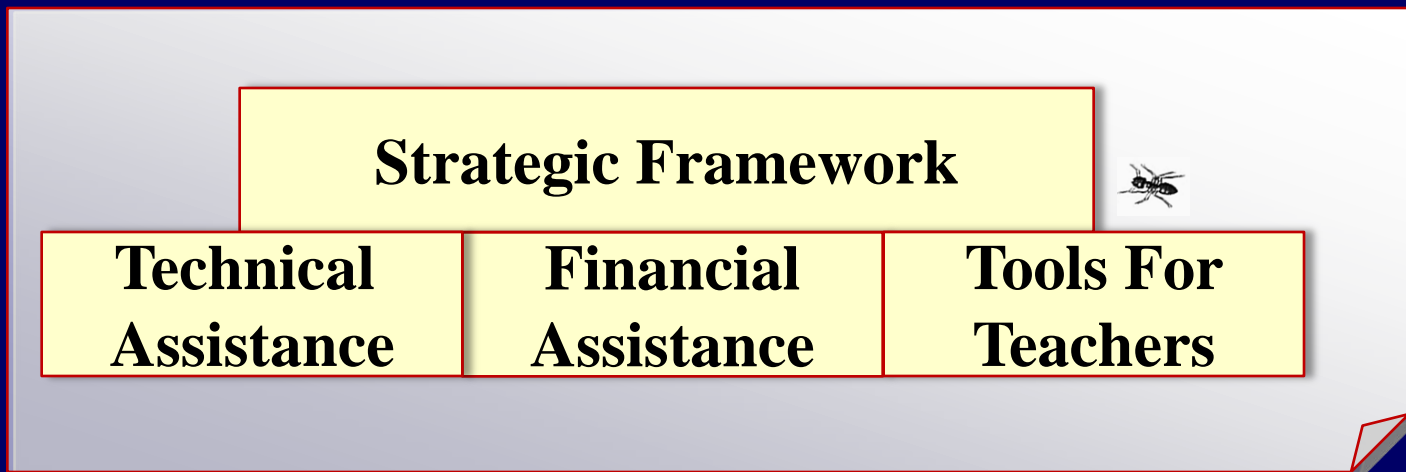 Strategic Framework
Technical
Assistance
Financial
Assistance
Tools For
Teachers